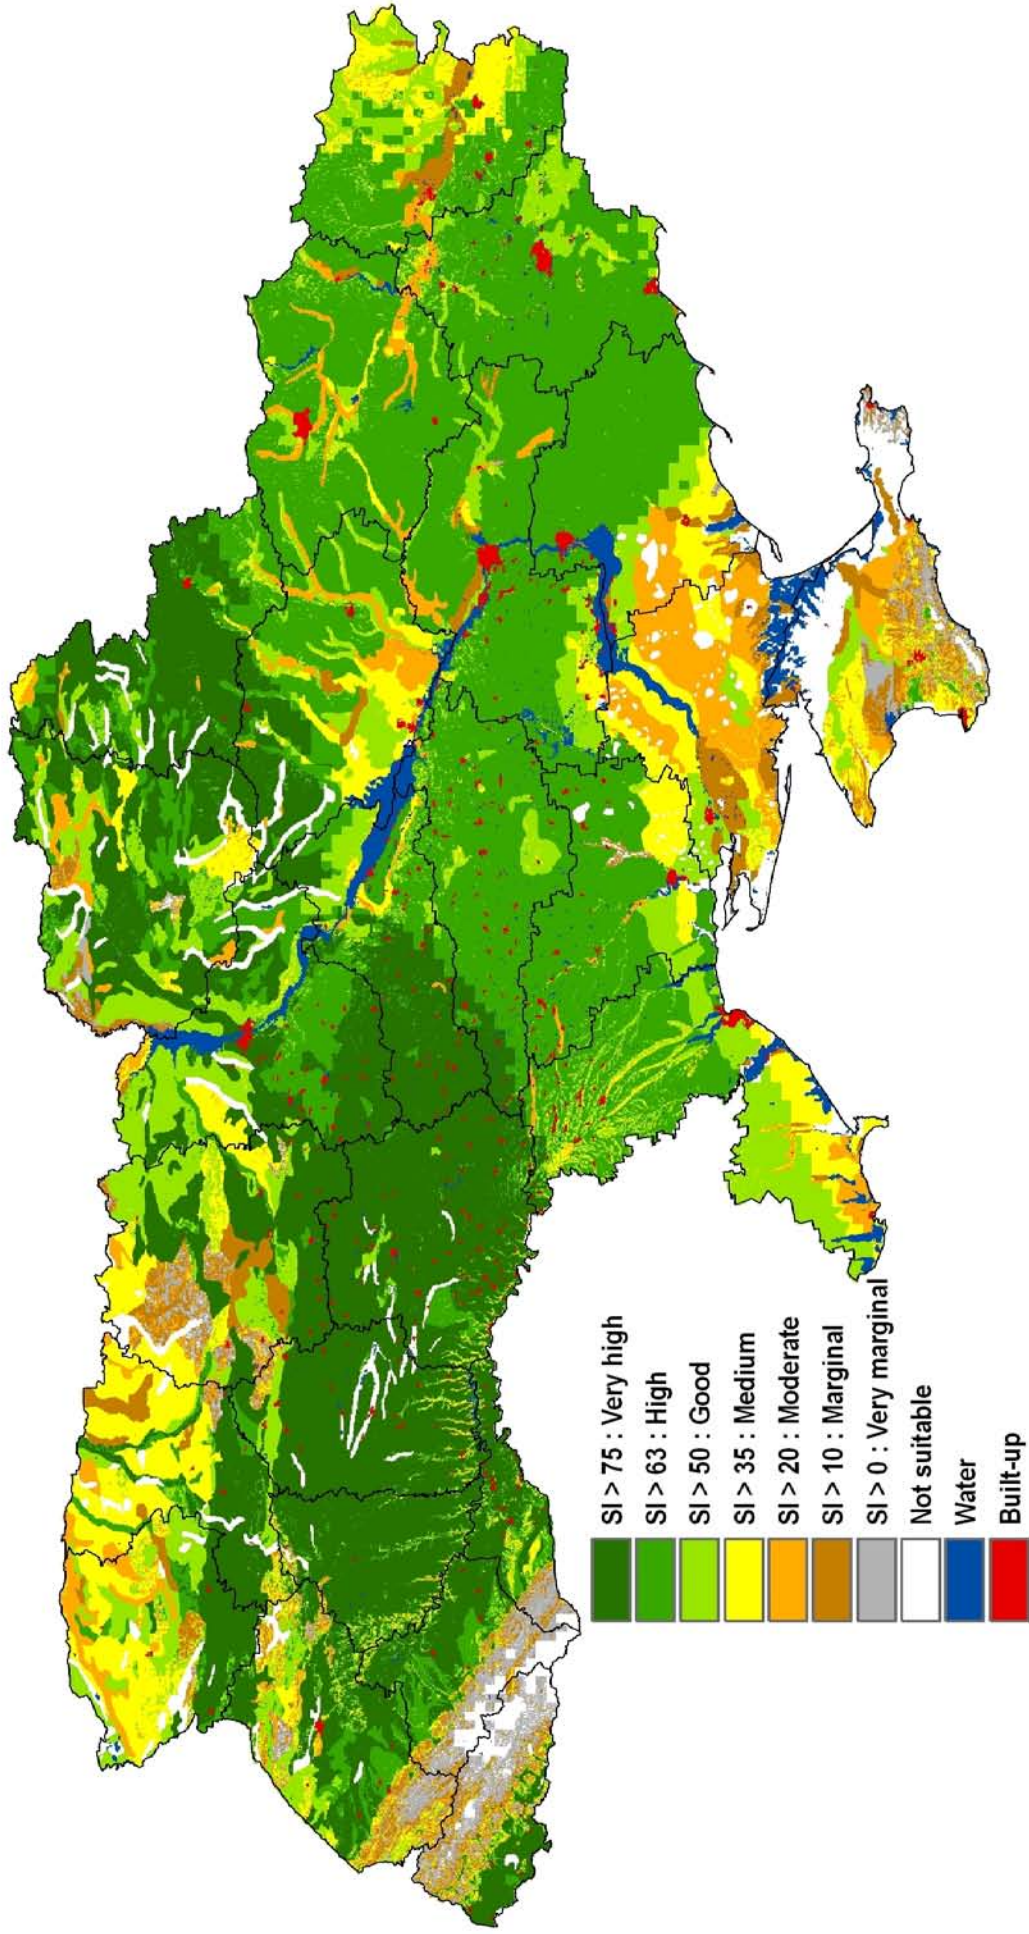 SI > 75 : Very high
SI > 63 : High
SI > 50 : Good
SI > 35 : Medium
SI > 20 : Moderate
SI > 10 : Marginal
SI > 0 : Very marginal
Not suitable
Water
Built-up